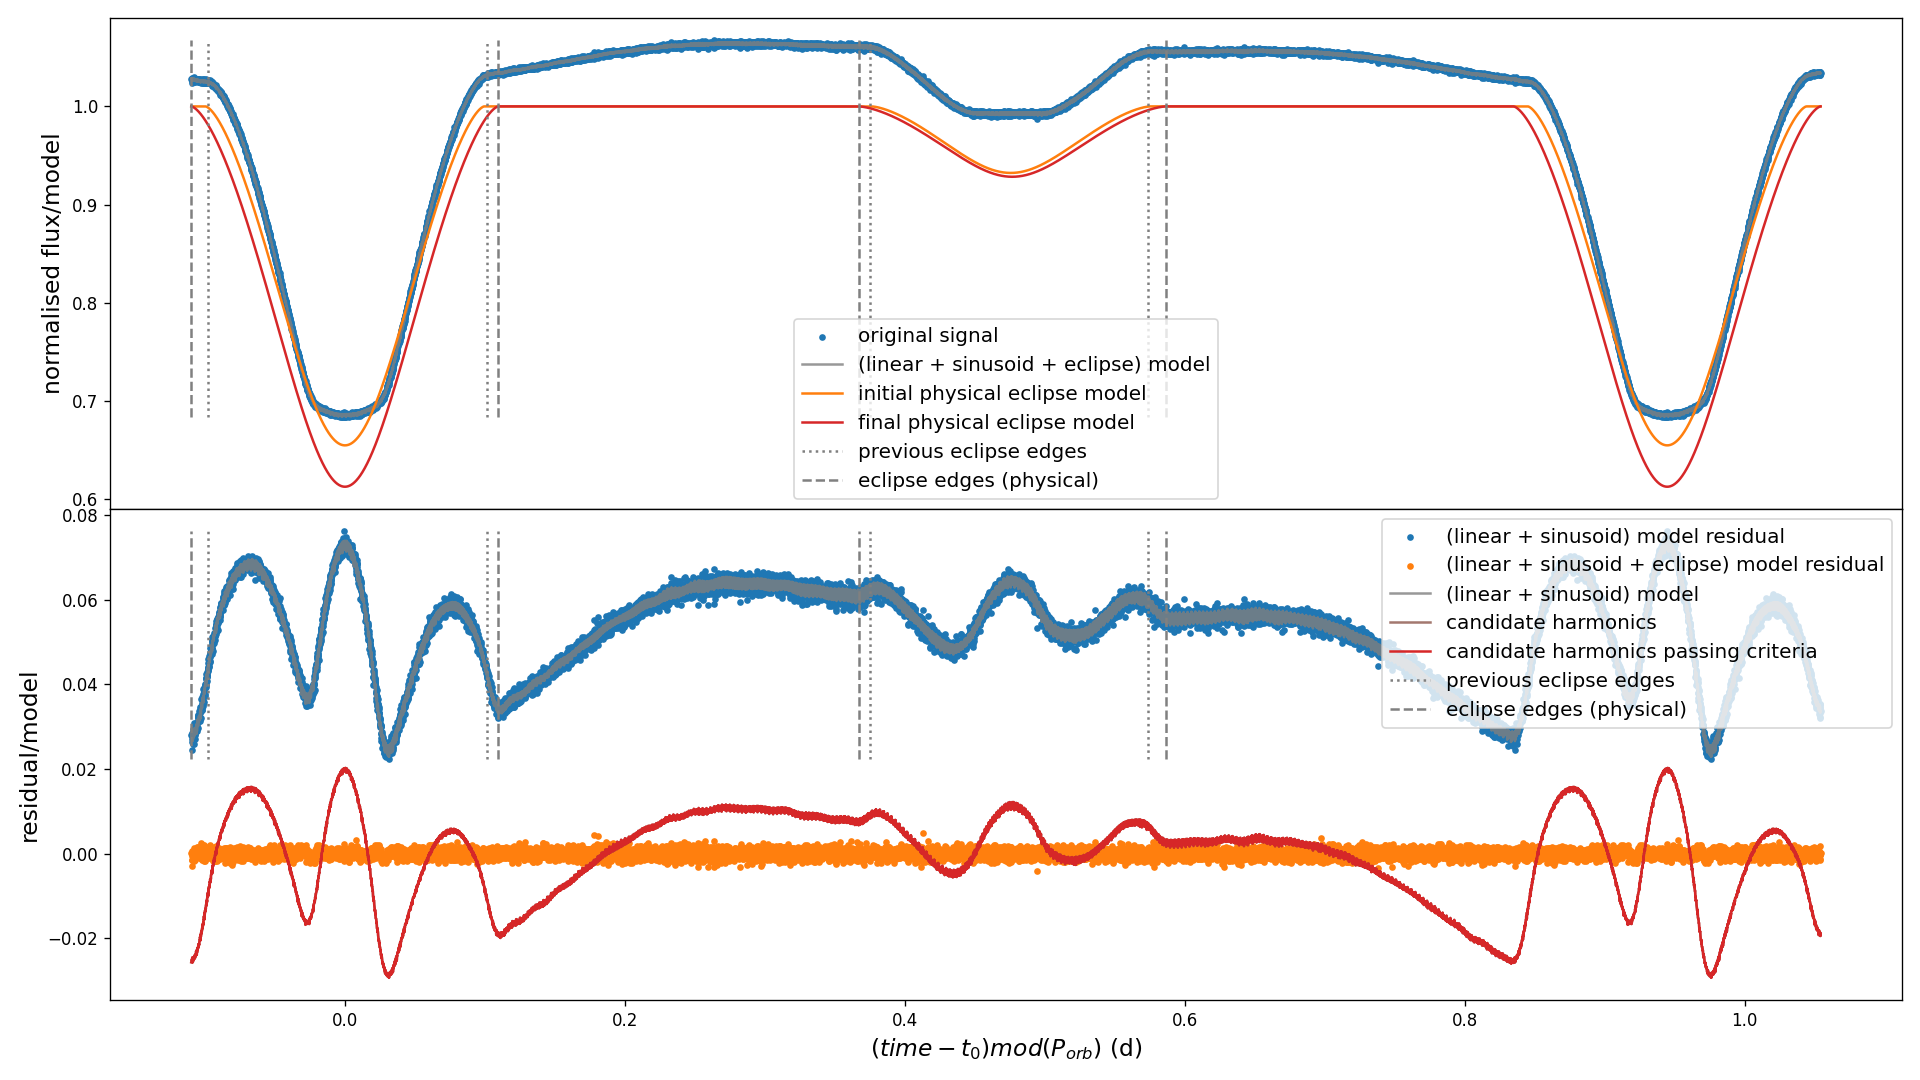 normalised flux/model
1.0
0.9
0.8
0.7
0.6
original signal
(linear + sinusoid + eclipse) model
initial physical eclipse model
final physical eclipse model
previous eclipse edges
eclipse edges (physical)
residual/model
0.08
0.06
0.04
0.02
0.00
−0.02
(linear + sinusoid) model residual
(linear + sinusoid + eclipse) model residual
(linear + sinusoid) model
candidate harmonics
candidate harmonics passing criteria
previous eclipse edges
eclipse edges (physical)
0.0 0.2 0.4 0.6 0.8 1.0
(time − t₀)mod(P_orb) (d)